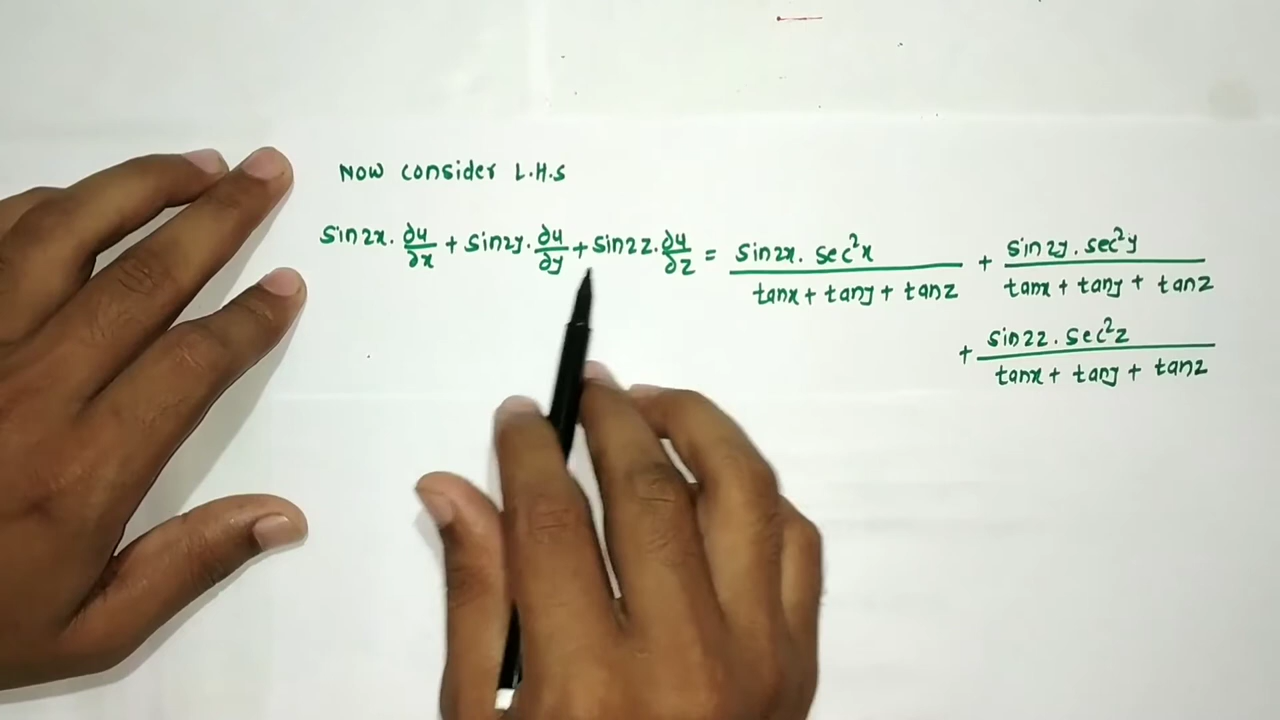 Now consider L.H.S
sin2x. ∂u/∂x + sin2y. ∂u/∂y + sin2z. ∂u/∂z = sin2x. sec²x / tanx + tany + tanz + sin2y. sec²y / tanx + tany + tanz
+ sin2z. sec²z / tanx + tany + tanz